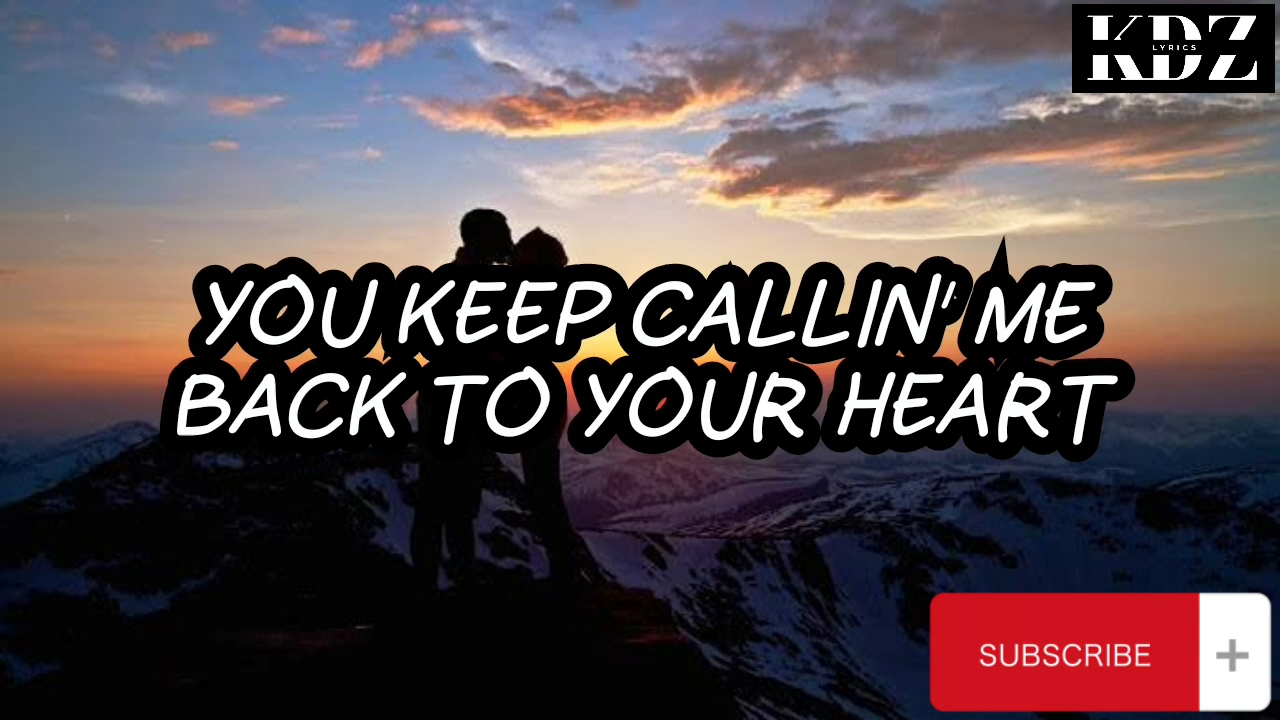 KDZ
LYRICS
YOU KEEP CALLIN' ME
BACK TO YOUR HEART
SUBSCRIBE +